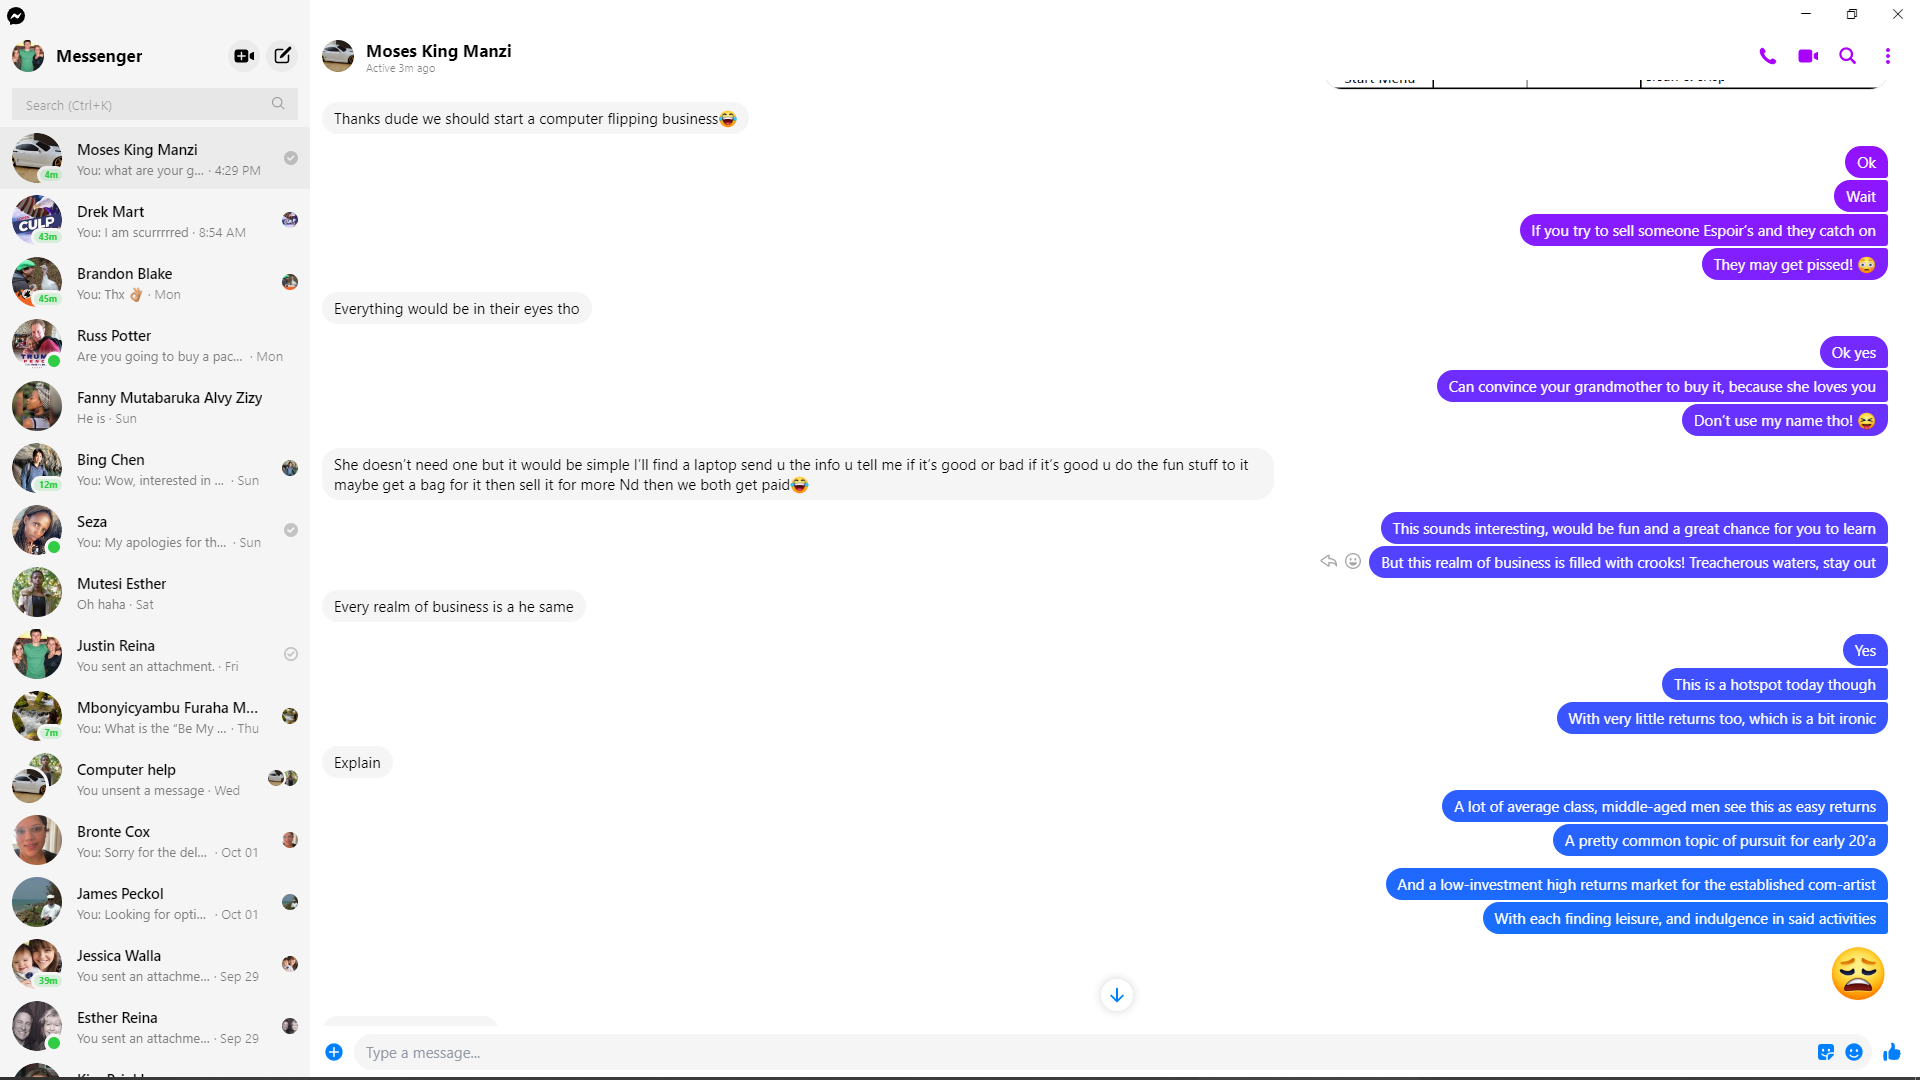 Messenger
Search (Ctrl+K)
Moses King Manzi
You: what are your g... · 4:29 PM
4m
Drek Mart
You: I am scurrrrred · 8:54 AM
CULP
43m
Brandon Blake
You: Thx 👌 · Mon
45m
Russ Potter
Are you going to buy a pac... · Mon
Fanny Mutabaruka Alvy Zizy
He is · Sun
Bing Chen
You: Wow, interested in ... · Sun
12m
Seza
You: My apologies for th... · Sun
Mutesi Esther
Oh haha · Sat
Justin Reina
You sent an attachment. · Fri
Mbonyicyambu Furaha M...
You: What is the “Be My ... · Thu
7m
Computer help
You unsent a message · Wed
Bronte Cox
You: Sorry for the del... · Oct 01
James Peckol
You: Looking for opti... · Oct 01
Jessica Walla
You sent an attachme... · Sep 29
39m
Esther Reina
You sent an attachme... · Sep 29
Moses King Manzi
Active 3m ago
Start Menu
Thanks dude we should start a computer flipping business😂
Ok
Wait
If you try to sell someone Espoir’s and they catch on
They may get pissed! 😳
Everything would be in their eyes tho
Ok yes
Can convince your grandmother to buy it, because she loves you
Don’t use my name tho! 😆
She doesn’t need one but it would be simple I’ll find a laptop send u the info u tell me if it’s good or bad if it’s good u do the fun stuff to it
maybe get a bag for it then sell it for more Nd then we both get paid😂
This sounds interesting, would be fun and a great chance for you to learn
But this realm of business is filled with crooks! Treacherous waters, stay out
Every realm of business is a he same
Yes
This is a hotspot today though
With very little returns too, which is a bit ironic
Explain
A lot of average class, middle-aged men see this as easy returns
A pretty common topic of pursuit for early 20’a
And a low-investment high returns market for the established com-artist
With each finding leisure, and indulgence in said activities
😩
Type a message...